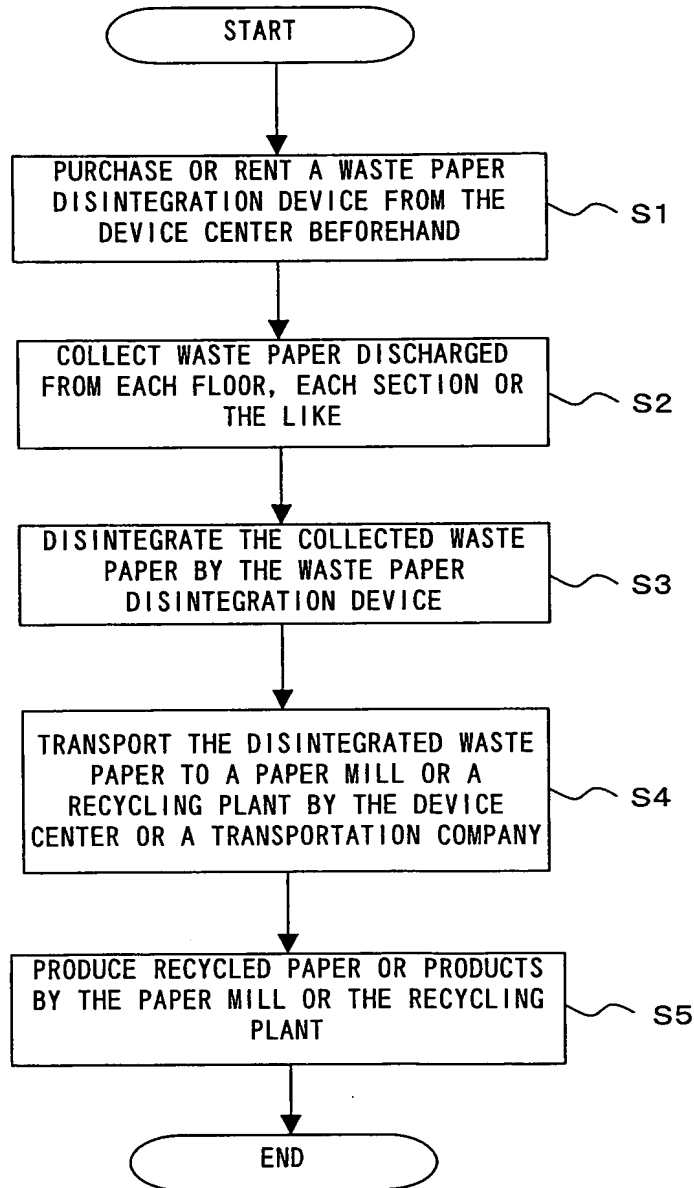 START
PURCHASE OR RENT A WASTE PAPER
DISINTEGRATION DEVICE FROM THE
DEVICE CENTER BEFOREHAND
S1
COLLECT WASTE PAPER DISCHARGED
FROM EACH FLOOR, EACH SECTION OR
THE LIKE
S2
DISINTEGRATE THE COLLECTED WASTE
PAPER BY THE WASTE PAPER
DISINTEGRATION DEVICE
S3
TRANSPORT THE DISINTEGRATED WASTE
PAPER TO A PAPER MILL OR A
RECYCLING PLANT BY THE DEVICE
CENTER OR A TRANSPORTATION COMPANY
S4
PRODUCE RECYCLED PAPER OR PRODUCTS
BY THE PAPER MILL OR THE RECYCLING
PLANT
S5
END